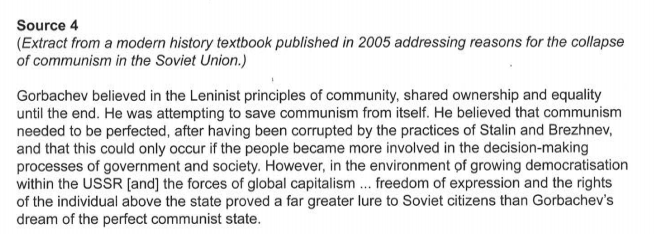 Source 4
(Extract from a modern history textbook published in 2005 addressing reasons for the collapse
of communism in the Soviet Union.)
Gorbachev believed in the Leninist principles of community, shared ownership and equality
until the end. He was attempting to save communism from itself. He believed that communism
needed to be perfected, after having been corrupted by the practices of Stalin and Brezhnev,
and that this could only occur if the people became more involved in the decision-making
processes of government and society. However, in the environment of growing democratisation
within the USSR [and] the forces of global capitalism ... freedom of expression and the rights
of the individual above the state proved a far greater lure to Soviet citizens than Gorbachev's
dream of the perfect communist state.